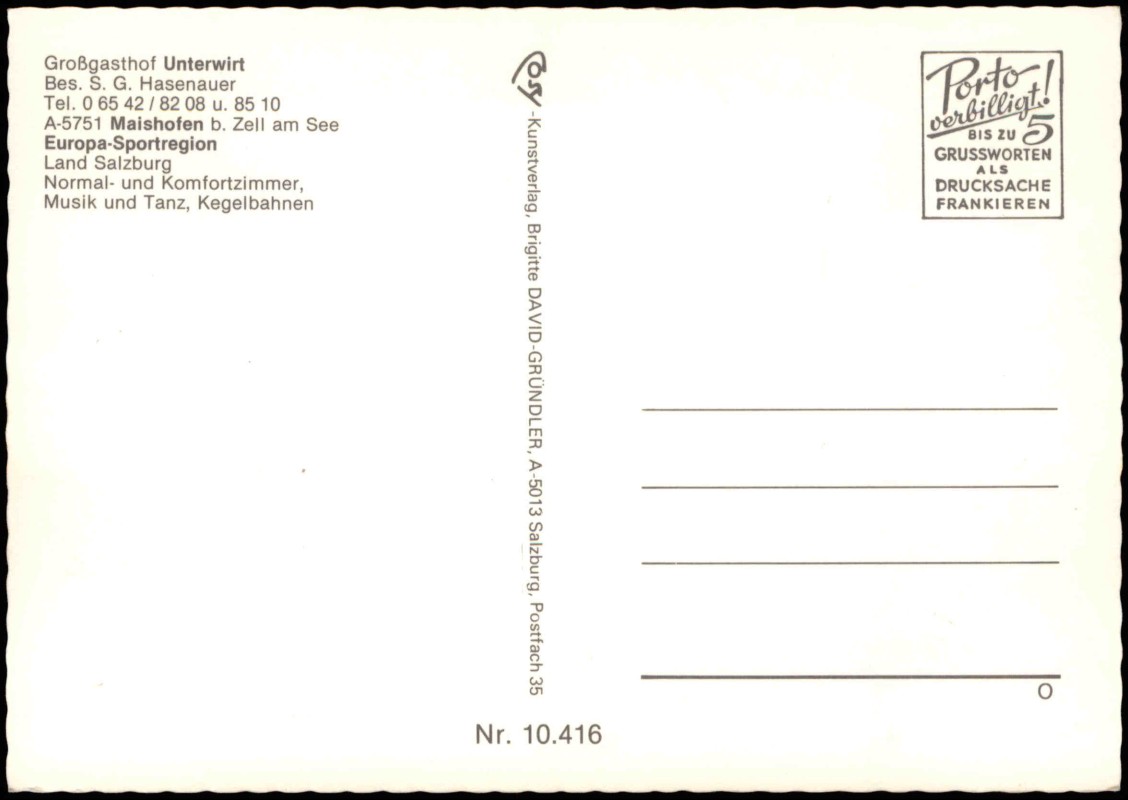 Großgasthof Unterwirt
Bes. S. G. Hasenauer
Tel. 0 65 42 / 82 08 u. 85 10
A-5751 Maishofen b. Zell am See
Europa-Sportregion
Land Salzburg
Normal- und Komfortzimmer,
Musik und Tanz, Kegelbahnen
-Kunstverlag, Brigitte DAVID-GRÜNDLER, A-5013 Salzburg, Postfach 35
Porto
verbilligt!
BIS ZU 5
GRUSSWORTEN
ALS
DRUCKSACHE
FRANKIEREN
O
Nr. 10.416